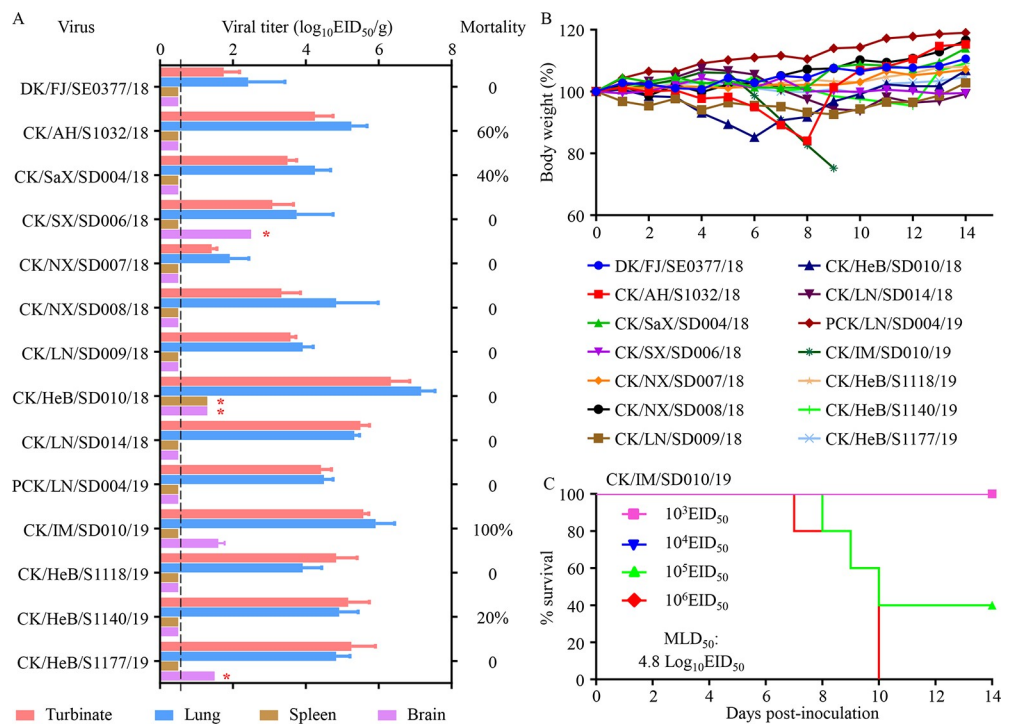 A
Virus
Viral titer (log₁₀EID₅₀/g)
Mortality
0 2 4 6 8
DK/FJ/SE0377/18 0
CK/AH/S1032/18 60%
CK/SaX/SD004/18 40%
CK/SX/SD006/18 * 0
CK/NX/SD007/18 0
CK/NX/SD008/18 0
CK/LN/SD009/18 0
CK/HeB/SD010/18 * * 0
CK/LN/SD014/18 0
PCK/LN/SD004/19 0
CK/IM/SD010/19 100%
CK/HeB/S1118/19 0
CK/HeB/S1140/19 20%
CK/HeB/S1177/19 * 0
Turbinate Lung Spleen Brain
B
Body weight (%)
120
100
80
60
0 2 4 6 8 10 12 14
DK/FJ/SE0377/18
CK/AH/S1032/18
CK/SaX/SD004/18
CK/SX/SD006/18
CK/NX/SD007/18
CK/NX/SD008/18
CK/LN/SD009/18
CK/HeB/SD010/18
CK/LN/SD014/18
PCK/LN/SD004/19
CK/IM/SD010/19
CK/HeB/S1118/19
CK/HeB/S1140/19
CK/HeB/S1177/19
C
CK/IM/SD010/19
% survival
100
80
60
40
20
0
10³EID₅₀
10⁴EID₅₀
10⁵EID₅₀
10⁶EID₅₀
MLD₅₀:
4.8 Log₁₀EID₅₀
0 2 4 6 8 10 12 14
Days post-inoculation